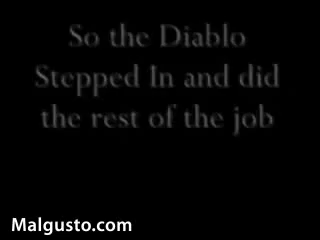 So the Diablo
Stepped In and did
the rest of the job
Malgusto.com